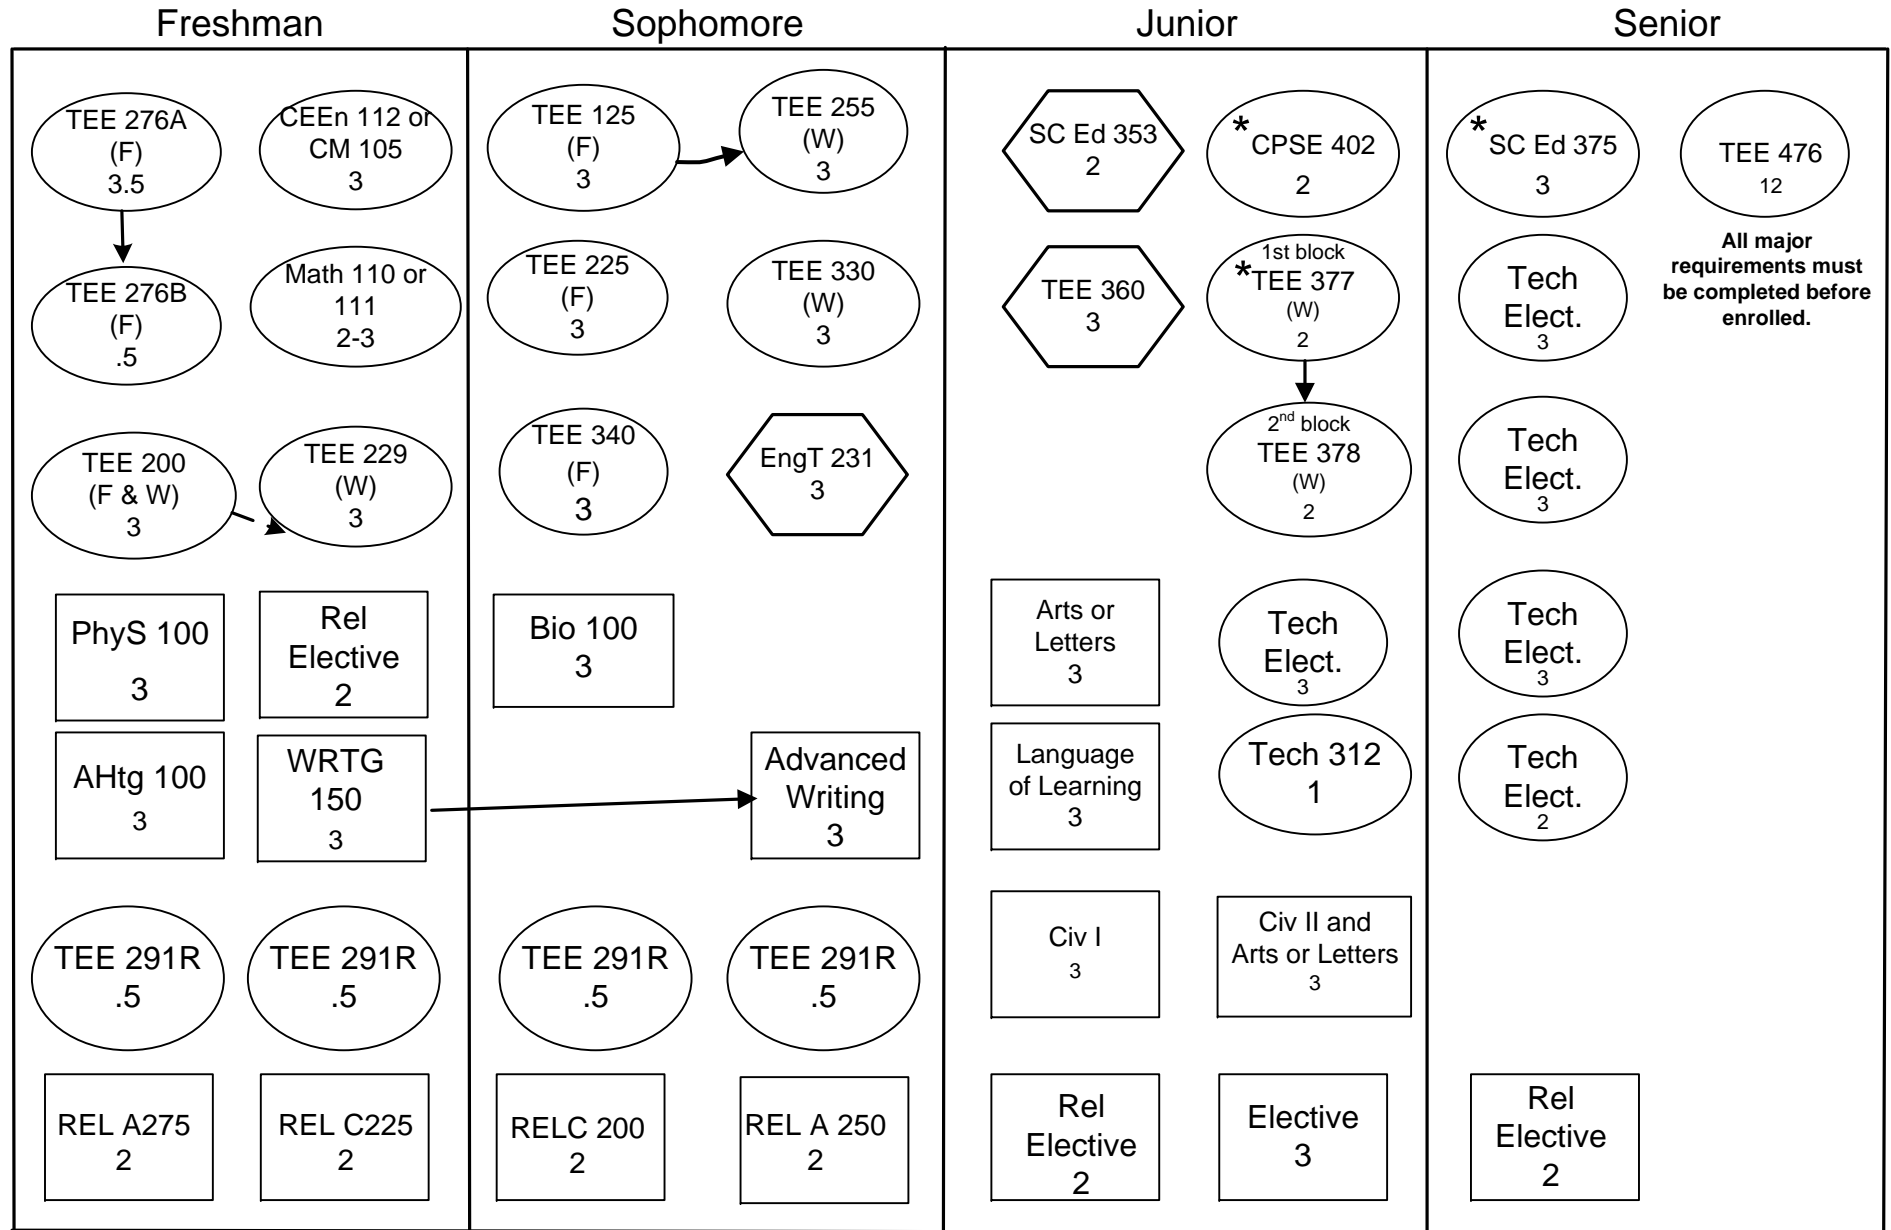 Freshman
Sophomore
Junior
Senior
TEE 276A
(F)
3.5
CEEn 112 or
CM 105
3
TEE 276B
(F)
.5
Math 110 or
111
2-3
TEE 200
(F & W)
3
TEE 229
(W)
3
PhyS 100
3
Rel
Elective
2
AHtg 100
3
WRTG
150
3
TEE 291R
.5
TEE 291R
.5
REL A275
2
REL C225
2
TEE 125
(F)
3
TEE 255
(W)
3
TEE 225
(F)
3
TEE 330
(W)
3
TEE 340
(F)
3
EngT 231
3
Bio 100
3
Advanced
Writing
3
TEE 291R
.5
TEE 291R
.5
RELC 200
2
REL A 250
2
SC Ed 353
2
*CPSE 402
2
TEE 360
3
1st block
*TEE 377
(W)
2
2nd block
TEE 378
(W)
2
Arts or
Letters
3
Tech
Elect.
3
Language
of Learning
3
Tech 312
1
Civ I
3
Civ II and
Arts or Letters
3
Rel
Elective
2
Elective
3
*SC Ed 375
3
TEE 476
12
All major
requirements must
be completed before
enrolled.
Tech
Elect.
3
Tech
Elect.
3
Tech
Elect.
3
Tech
Elect.
2
Rel
Elective
2